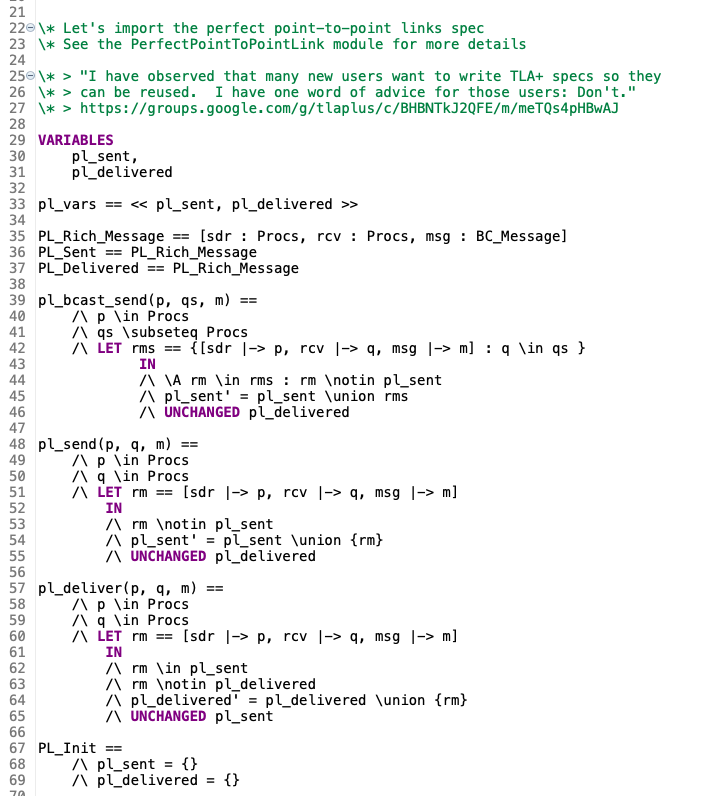 21
22 \* Let's import the perfect point-to-point links spec
23 \* See the PerfectPointToPointLink module for more details
24
25 \* > "I have observed that many new users want to write TLA+ specs so they
26 \* > can be reused.  I have one word of advice for those users: Don't."
27 \* > https://groups.google.com/g/tlaplus/c/BHBNTkJ2QFE/m/meTQs4pHBwAJ
28
29 VARIABLES
30     pl_sent,
31     pl_delivered
32
33 pl_vars == << pl_sent, pl_delivered >>
34
35 PL_Rich_Message == [sdr : Procs, rcv : Procs, msg : BC_Message]
36 PL_Sent == PL_Rich_Message
37 PL_Delivered == PL_Rich_Message
38
39 pl_bcast_send(p, qs, m) ==
40     /\ p \in Procs
41     /\ qs \subseteq Procs
42     /\ LET rms == {[sdr |-> p, rcv |-> q, msg |-> m] : q \in qs }
43             IN
44             /\ \A rm \in rms : rm \notin pl_sent
45             /\ pl_sent' = pl_sent \union rms
46             /\ UNCHANGED pl_delivered
47
48 pl_send(p, q, m) ==
49     /\ p \in Procs
50     /\ q \in Procs
51     /\ LET rm == [sdr |-> p, rcv |-> q, msg |-> m]
52         IN
53         /\ rm \notin pl_sent
54         /\ pl_sent' = pl_sent \union {rm}
55         /\ UNCHANGED pl_delivered
56
57 pl_deliver(p, q, m) ==
58     /\ p \in Procs
59     /\ q \in Procs
60     /\ LET rm == [sdr |-> p, rcv |-> q, msg |-> m]
61         IN
62         /\ rm \in pl_sent
63         /\ rm \notin pl_delivered
64         /\ pl_delivered' = pl_delivered \union {rm}
65         /\ UNCHANGED pl_sent
66
67 PL_Init ==
68     /\ pl_sent = {}
69     /\ pl_delivered = {}